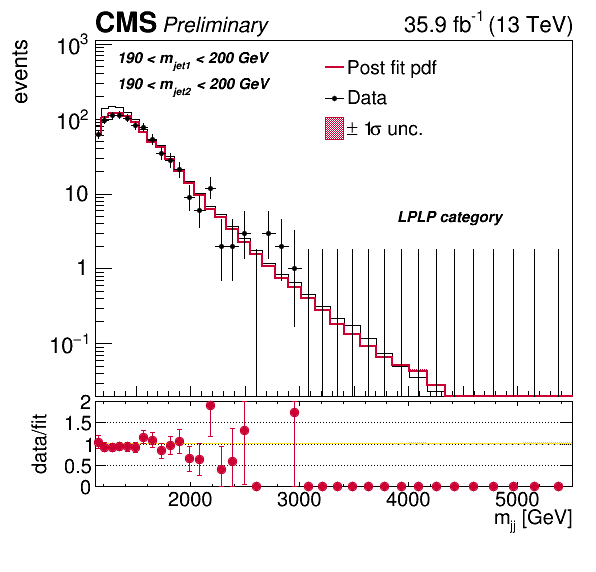 CMS Preliminary 35.9 fb⁻¹ (13 TeV)
events
10³
10²
10
1
10⁻¹
190 < m_jet1 < 200 GeV
190 < m_jet2 < 200 GeV
Post fit pdf
Data
± 1σ unc.
LPLP category
data/fit
2
1.5
1
0.5
0
2000 3000 4000 5000
m_jj [GeV]